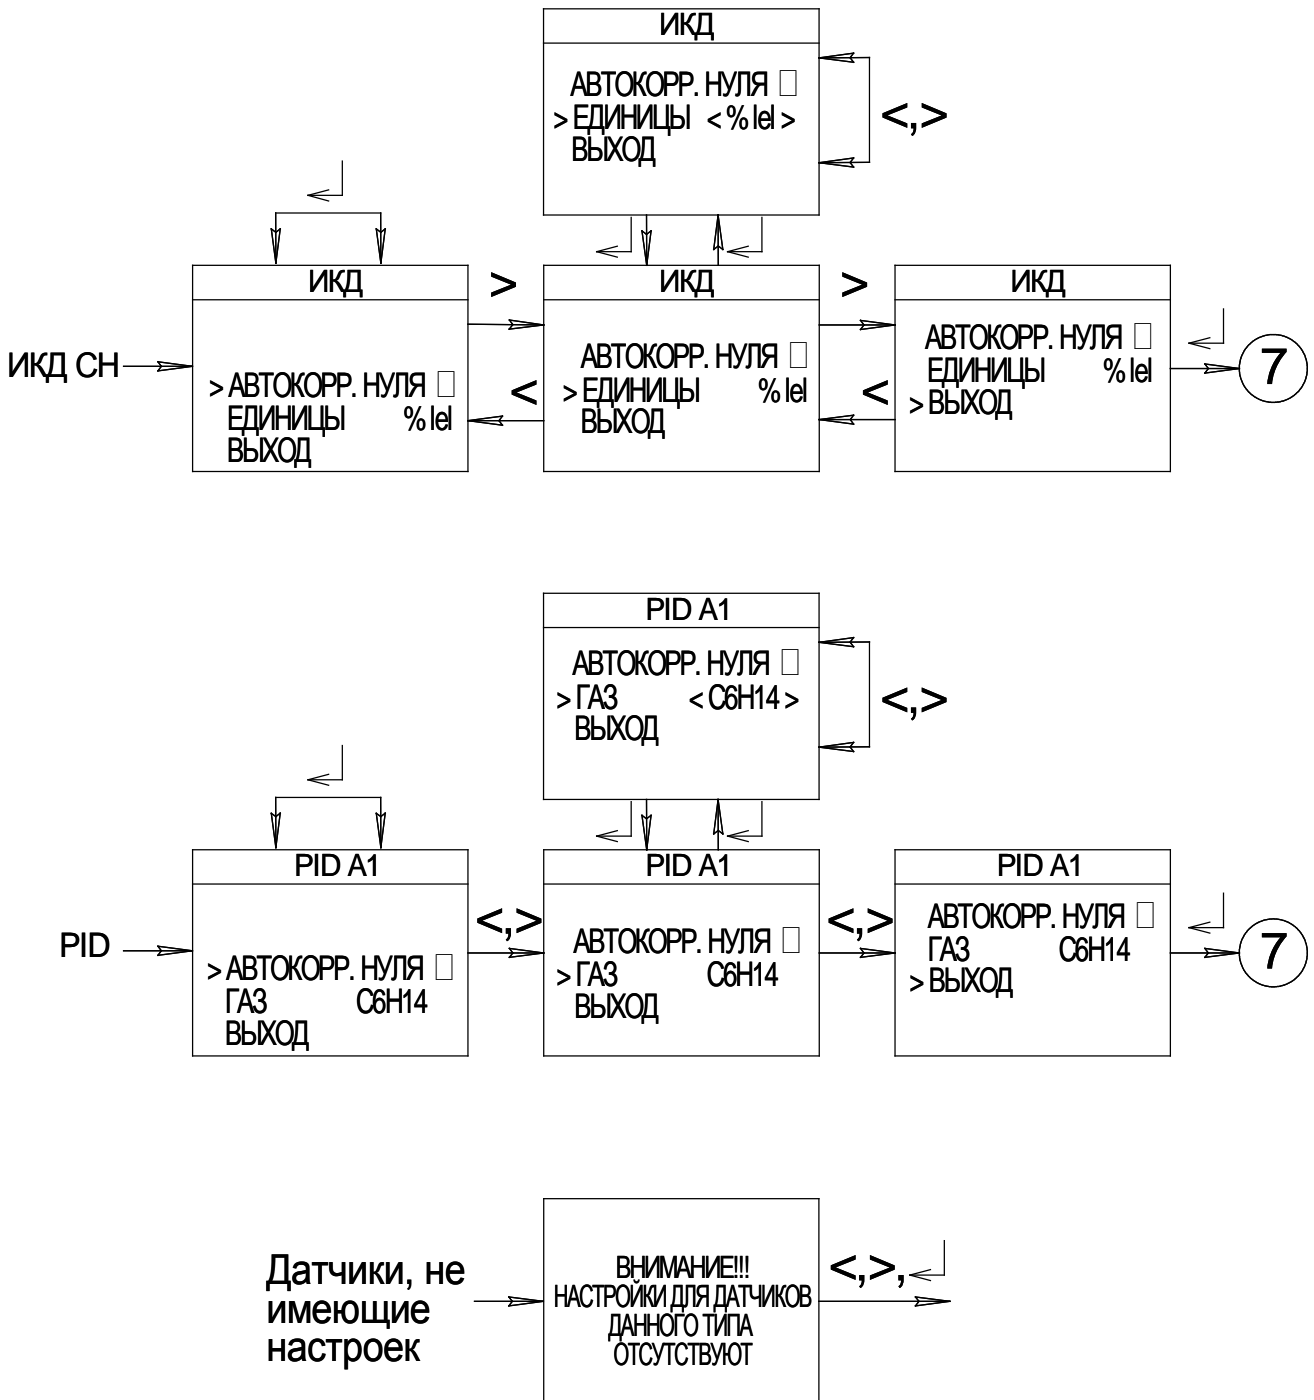 ИКД
АВТОКОРР. НУЛЯ
> ЕДИНИЦЫ < % lel >
ВЫХОД
<,>
ИКД СН
ИКД
> АВТОКОРР. НУЛЯ
ЕДИНИЦЫ % lel
ВЫХОД
>
<
ИКД
АВТОКОРР. НУЛЯ
> ЕДИНИЦЫ % lel
ВЫХОД
>
<
ИКД
АВТОКОРР. НУЛЯ
ЕДИНИЦЫ % lel
> ВЫХОД
7
PID A1
АВТОКОРР. НУЛЯ
> ГАЗ < C6H14 >
ВЫХОД
<,>
PID
PID A1
> АВТОКОРР. НУЛЯ
ГАЗ C6H14
ВЫХОД
<,>
PID A1
АВТОКОРР. НУЛЯ
> ГАЗ C6H14
ВЫХОД
<,>
PID A1
АВТОКОРР. НУЛЯ
ГАЗ C6H14
> ВЫХОД
7
Датчики, не
имеющие
настроек
ВНИМАНИЕ!!!
НАСТРОЙКИ ДЛЯ ДАТЧИКОВ
ДАННОГО ТИПА
ОТСУТСТВУЮТ
<,>,